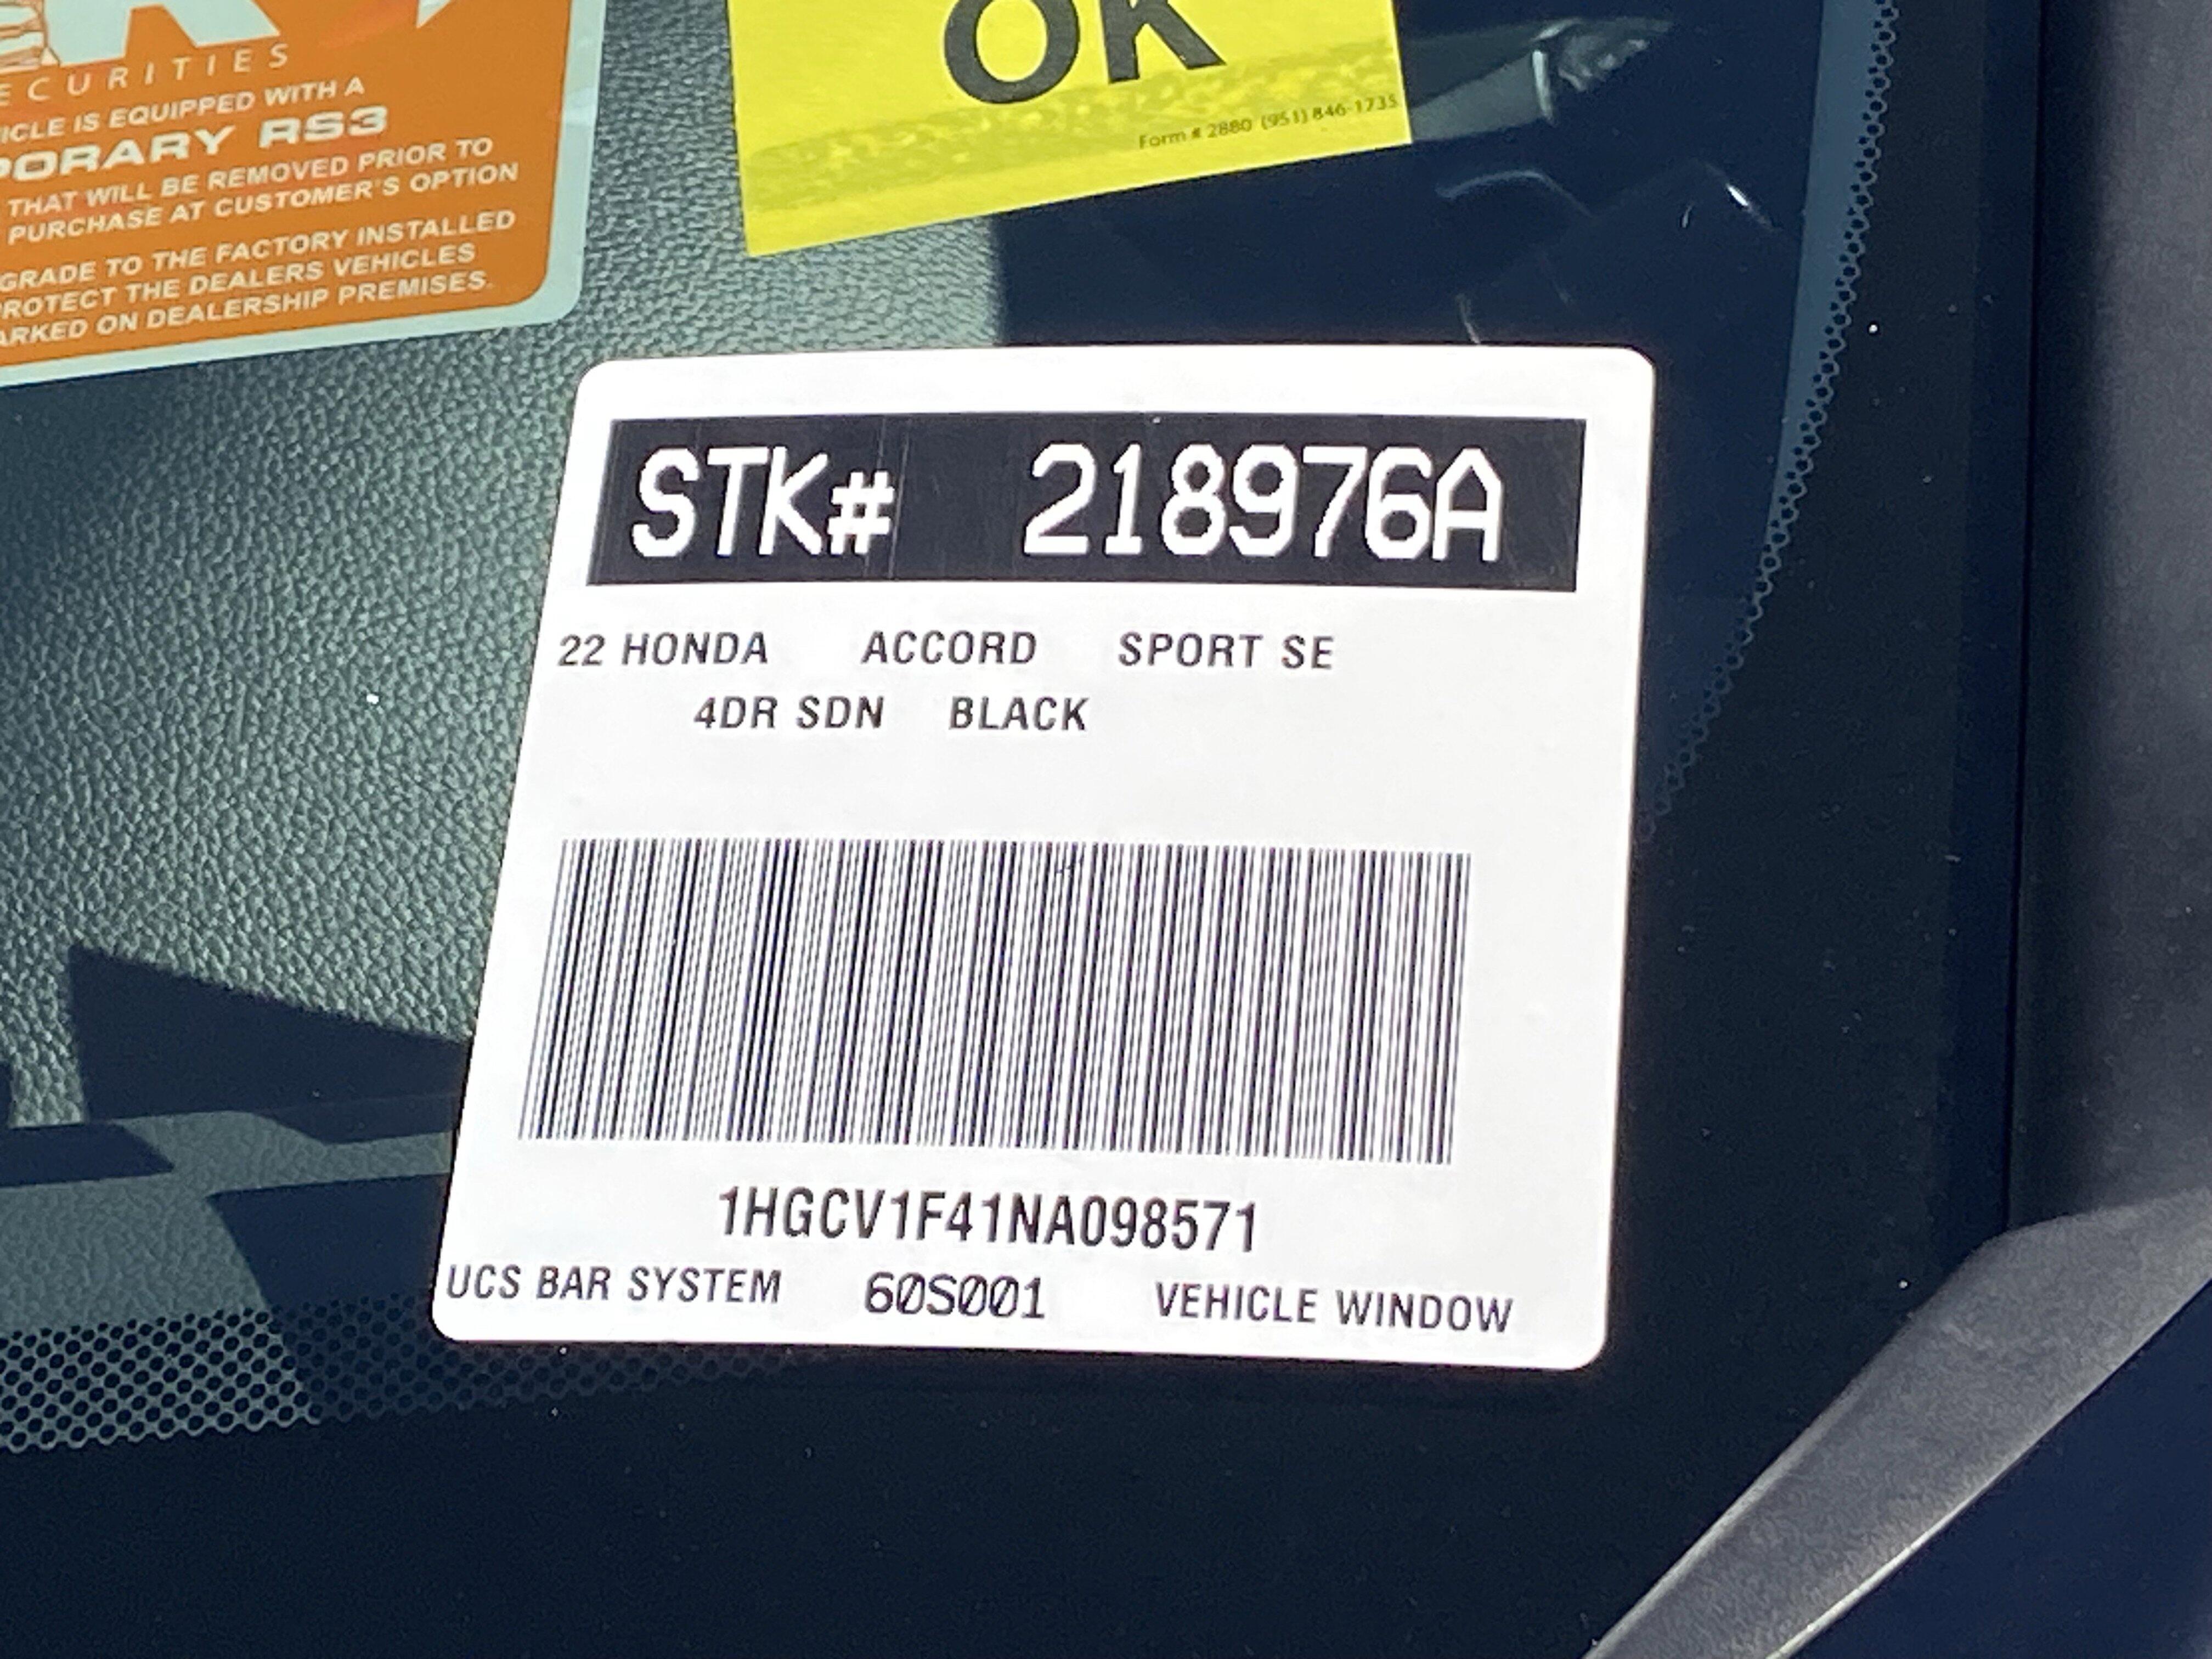 ECURITIES
ICLE IS EQUIPPED WITH A
PORARY RS3
THAT WILL BE REMOVED PRIOR TO
PURCHASE AT CUSTOMER'S OPTION
GRADE TO THE FACTORY INSTALLED
ROTECT THE DEALERS VEHICLES
ARKED ON DEALERSHIP PREMISES.
OK
Form # 2880 (951) 846-1735
STK# 218976A
22 HONDA ACCORD SPORT SE
4DR SDN BLACK
1HGCV1F41NA098571
UCS BAR SYSTEM 60S001 VEHICLE WINDOW